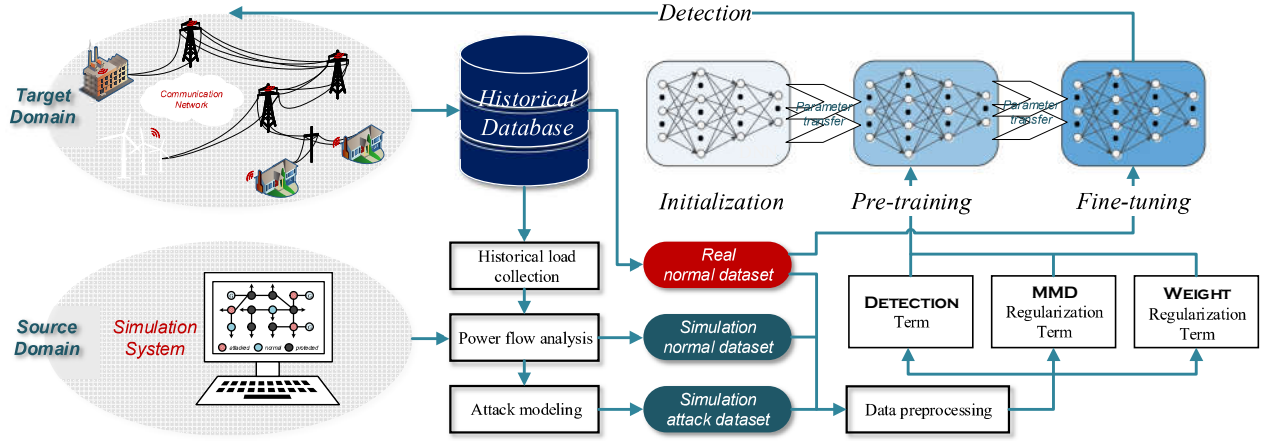 Detection
Target
Domain
Communication
Network
Historical
Database
Parameter
transfer
Parameter
transfer
Initialization
Pre-training
Fine-tuning
Historical load
collection
Real
normal dataset
Source
Domain
Simulation
System
attacked
normal
protected
Power flow analysis
Simulation
normal dataset
DETECTION
Term
MMD
Regularization
Term
WEIGHT
Regularization
Term
Attack modeling
Simulation
attack dataset
Data preprocessing